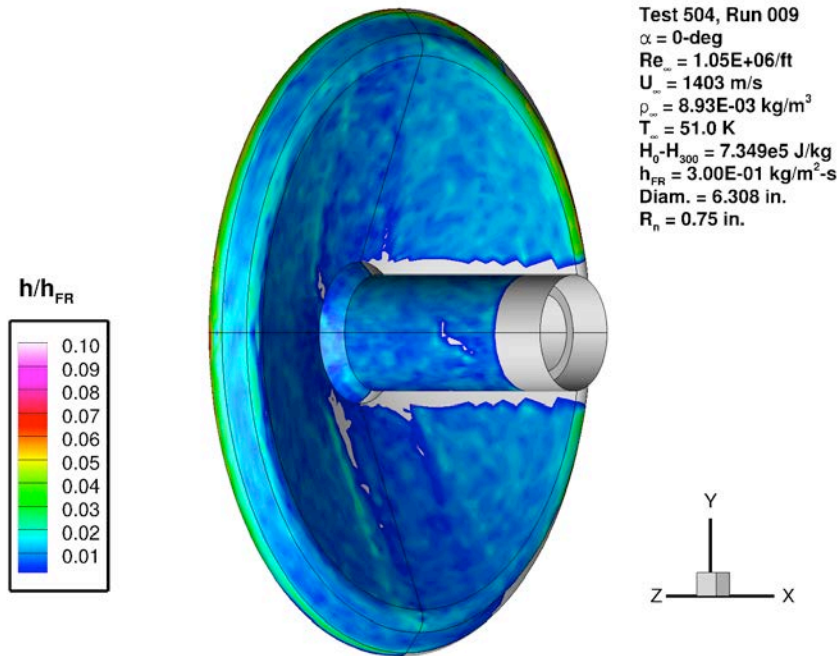 Test 504, Run 009
α = 0-deg
Re∞ = 1.05E+06/ft
U∞ = 1403 m/s
ρ∞ = 8.93E-03 kg/m³
T∞ = 51.0 K
H₀-H₃₀₀ = 7.349e5 J/kg
hFR = 3.00E-01 kg/m²-s
Diam. = 6.308 in.
Rₙ = 0.75 in.
h/hFR
0.10
0.09
0.08
0.07
0.06
0.05
0.04
0.03
0.02
0.01
Y
Z
X